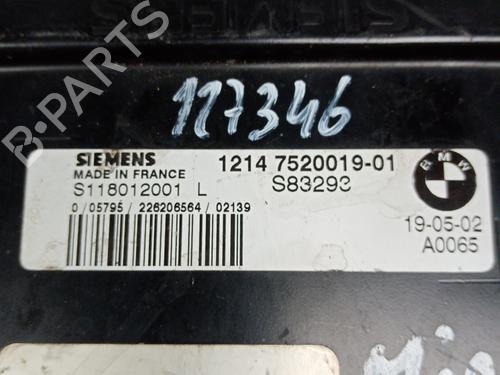 SIEMENS
B-PARTS
127346
SIEMENS
MADE IN FRANCE
S118012001 L
0 / 05795 / 226206564 / 02139
1214 7520019-01
S83293
BMW
19-05-02
A0065